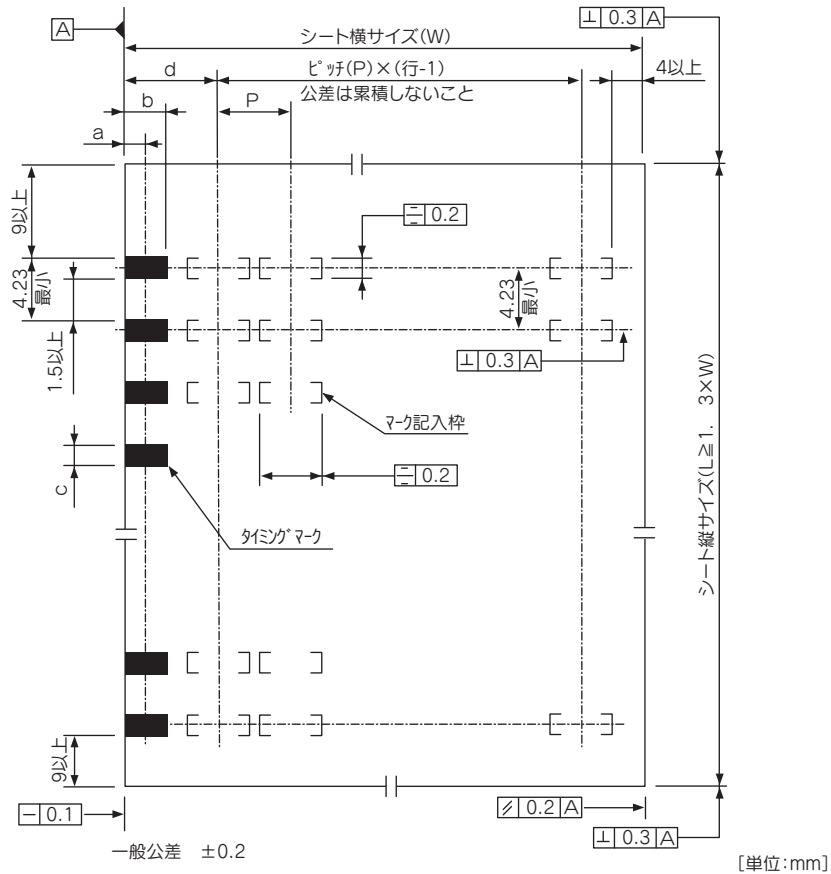 A
⊥ 0.3 A
シート横サイズ(W)
d
ピッチ(P)×(行-1)
4以上
公差は累積しないこと
b
P
a
9以上
⌯ 0.2
4.23
最小
4.23
最小
1.5以上
⊥ 0.3 A
マーク記入枠
⌯ 0.2
c
タイミングマーク
シート縦サイズ(L≧1. 3×W)
9以上
― 0.1
⫽ 0.2 A
⊥ 0.3 A
一般公差 ±0.2
[単位:mm]